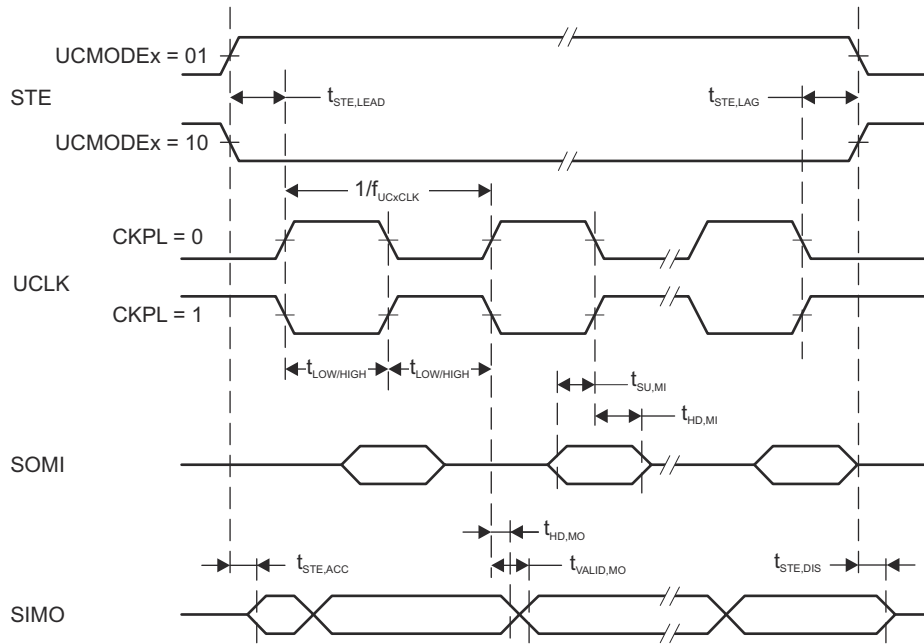 UCMODEx = 01
STE
tSTE,LEAD
tSTE,LAG
UCMODEx = 10
1/fUCxCLK
CKPL = 0
UCLK
CKPL = 1
tLOW/HIGH
tLOW/HIGH
tSU,MI
tHD,MI
SOMI
tHD,MO
tSTE,ACC
tVALID,MO
tSTE,DIS
SIMO